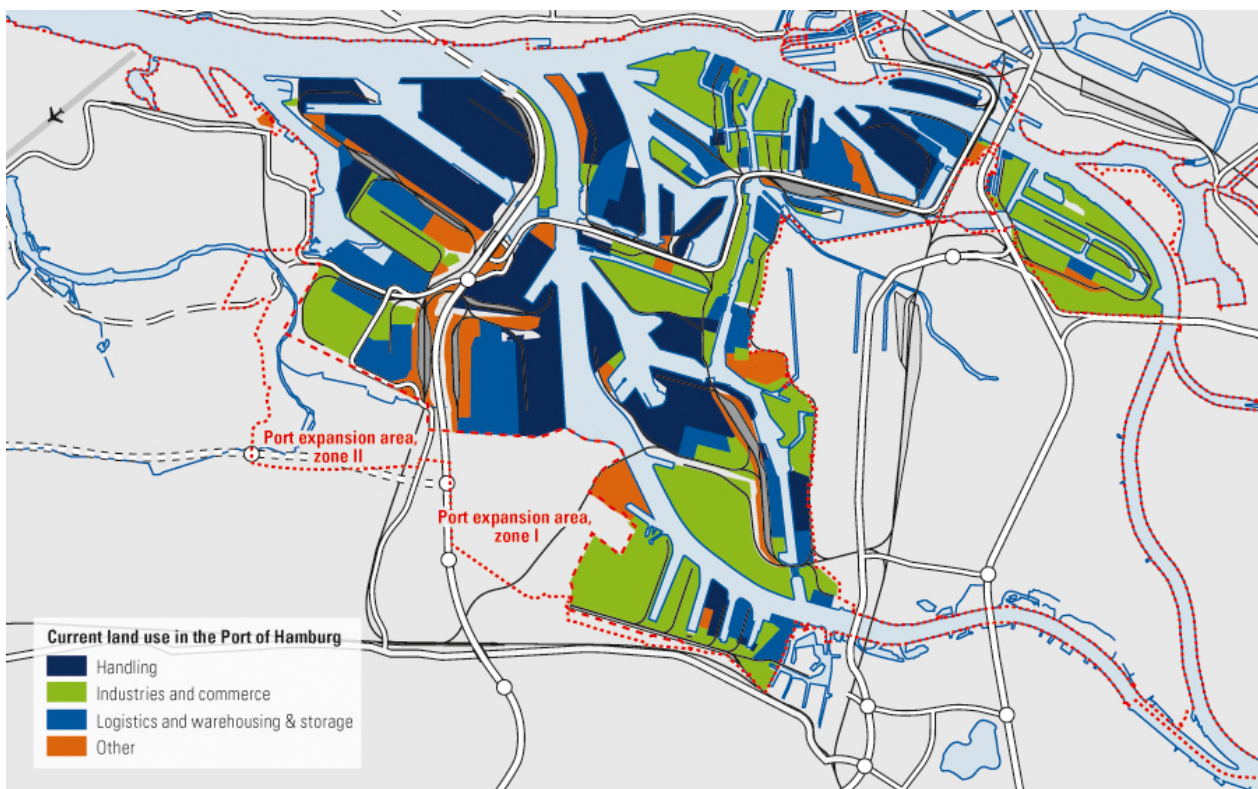 Port expansion area,
zone II
Port expansion area,
zone I
Current land use in the Port of Hamburg
Handling
Industries and commerce
Logistics and warehousing & storage
Other